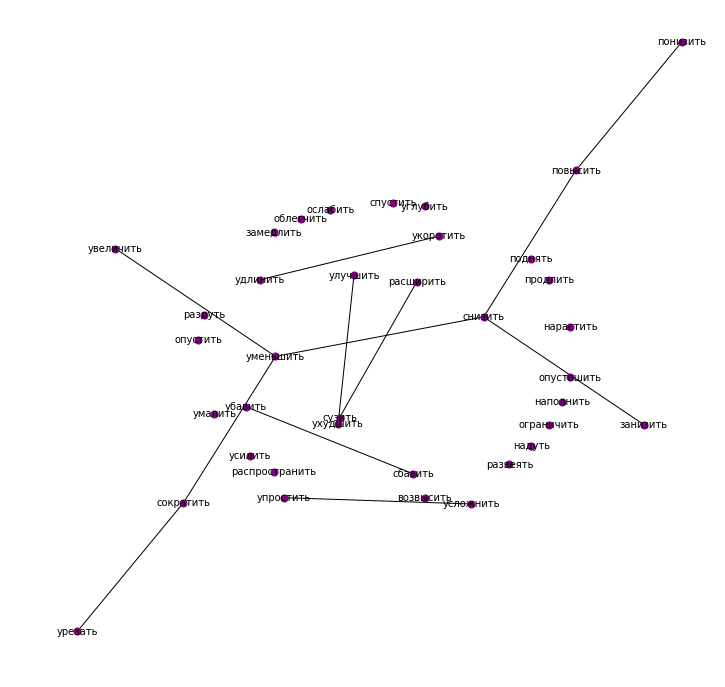 понизить
повысить
спустить
углубить
ослабить
облегчить
замедлить
укоротить
увеличить
поднять
улучшить
удлинить
продлить
расширить
раздуть
снизить
нарастить
опустить
уменьшить
опустошить
наполнить
убавить
умалить
сузить
ухудшить
ограничить
занизить
надуть
усилить
развеять
распространить
сбавить
упростить
возвысить
усложнить
сократить
урезать